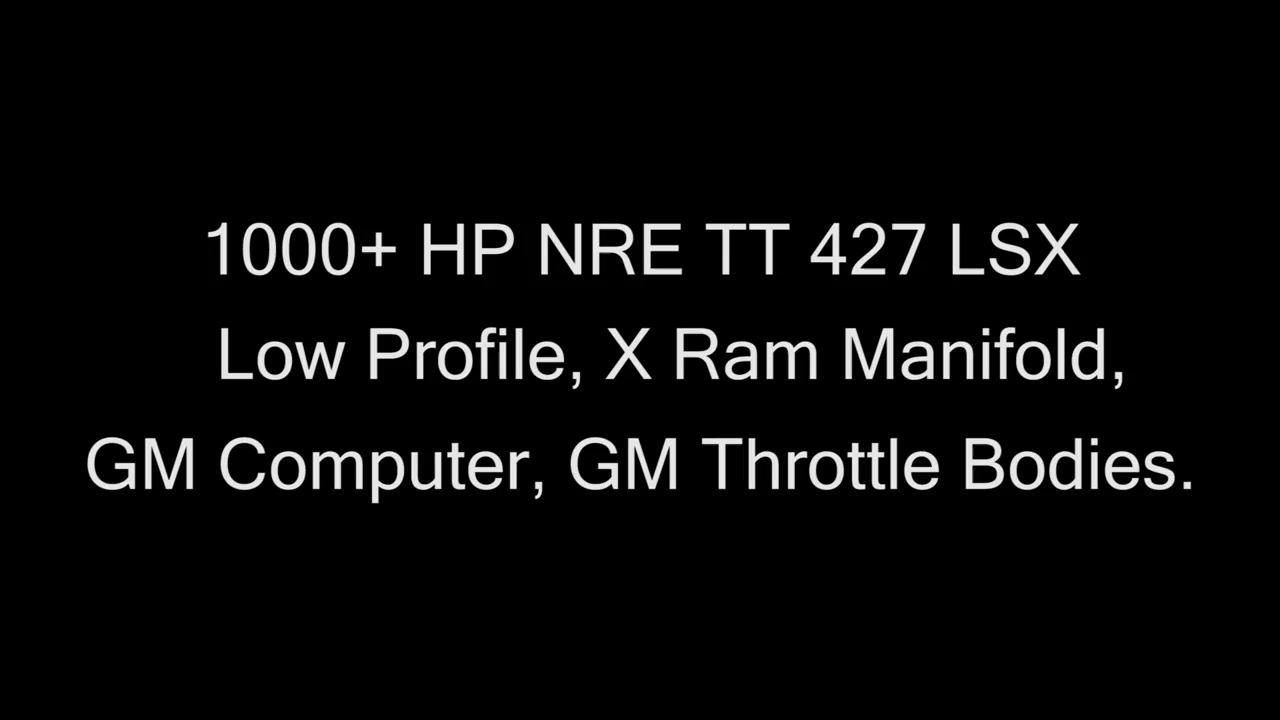 1000+ HP NRE TT 427 LSX
Low Profile, X Ram Manifold,
GM Computer, GM Throttle Bodies.